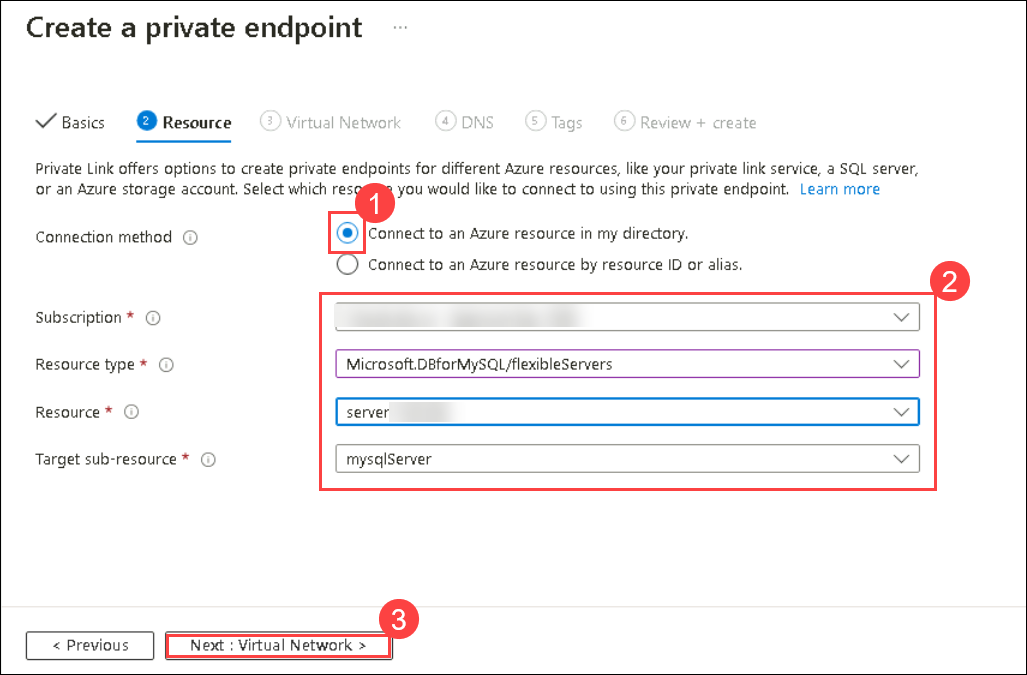 Create a private endpoint ...
Basics 2 Resource 3 Virtual Network 4 DNS 5 Tags 6 Review + create
Private Link offers options to create private endpoints for different Azure resources, like your private link service, a SQL server,
or an Azure storage account. Select which you would like to connect to using this private endpoint. Learn more
1
Connection method Connect to an Azure resource in my directory.
Connect to an Azure resource by resource ID or alias.
2
Subscription *
Resource type * Microsoft.DBforMySQL/flexibleServers
Resource * server
Target sub-resource * mysqlServer
3
< Previous Next : Virtual Network >